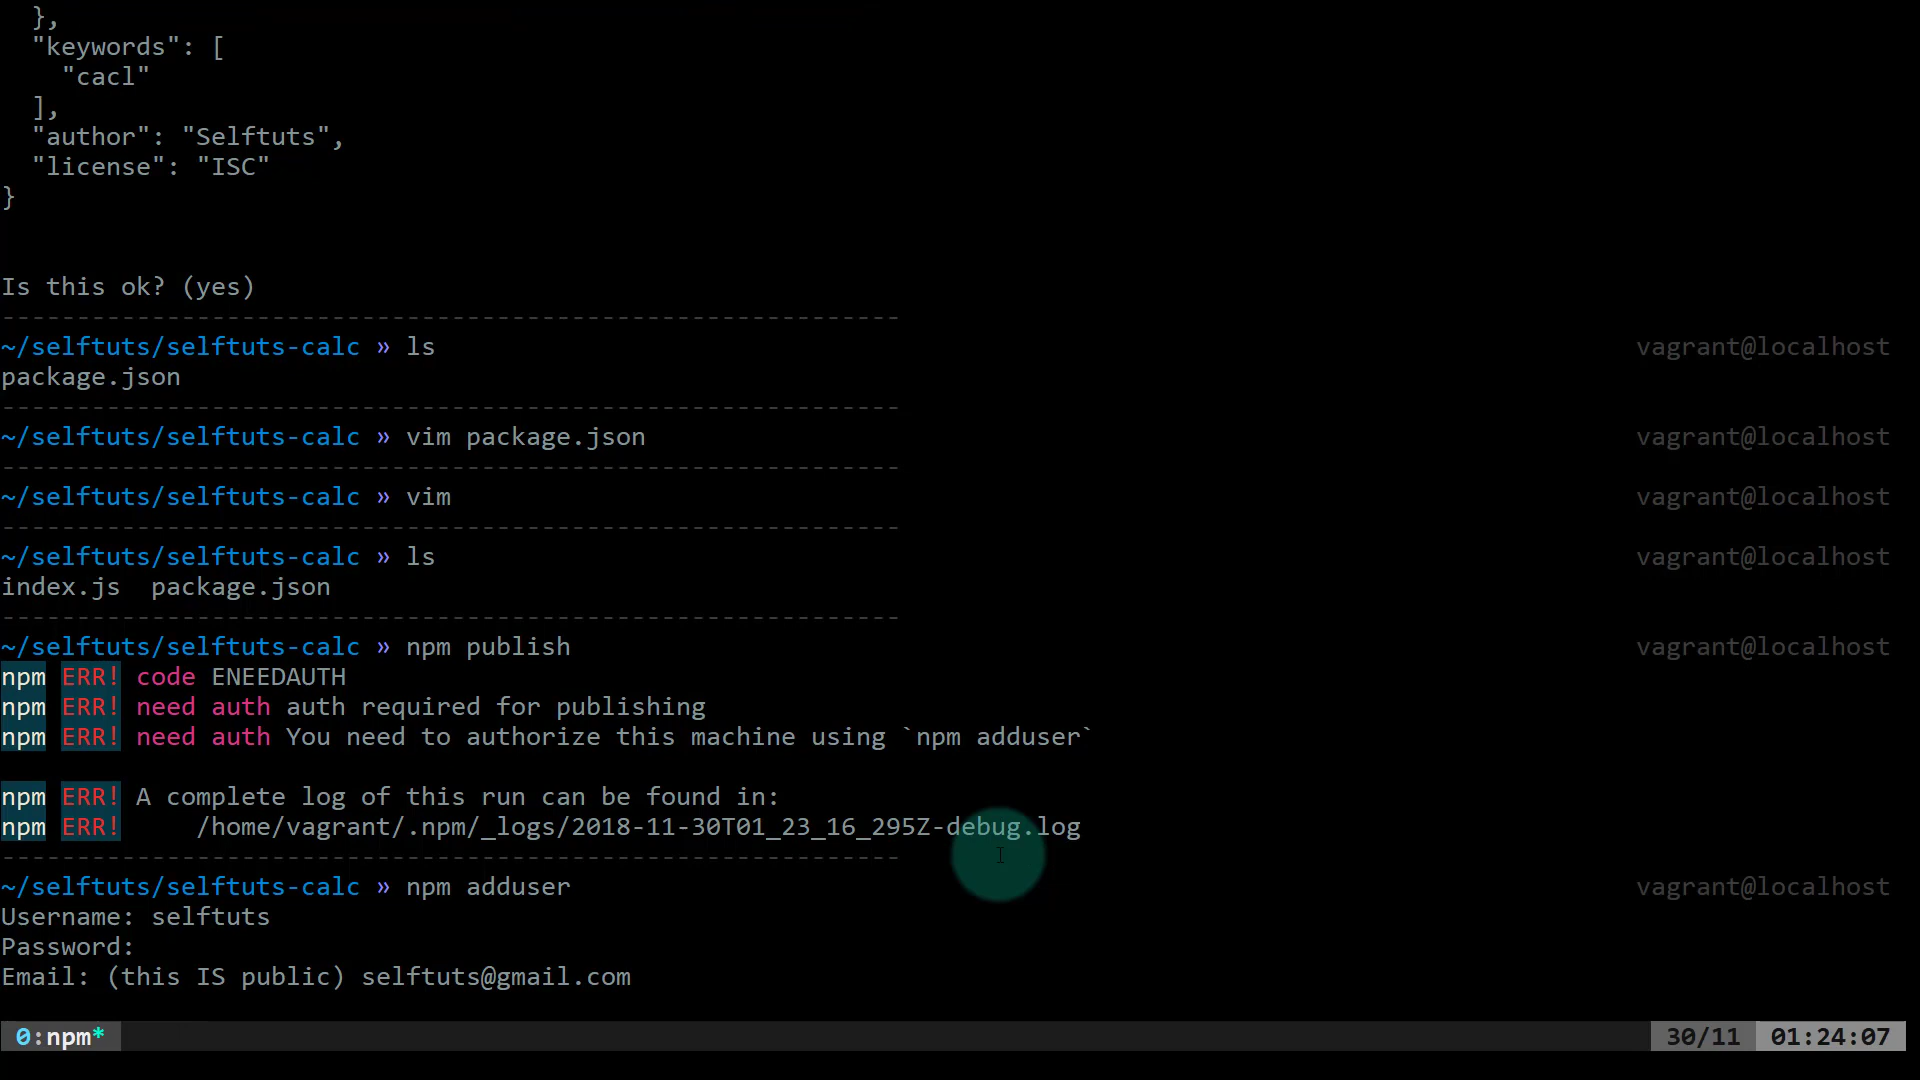 },
  "keywords": [
    "cacl"
  ],
  "author": "Selftuts",
  "license": "ISC"
}
Is this ok? (yes)
------------------------------------------------------------
~/selftuts/selftuts-calc » ls vagrant@localhost
package.json
------------------------------------------------------------
~/selftuts/selftuts-calc » vim package.json vagrant@localhost
------------------------------------------------------------
~/selftuts/selftuts-calc » vim vagrant@localhost
------------------------------------------------------------
~/selftuts/selftuts-calc » ls vagrant@localhost
index.js  package.json
------------------------------------------------------------
~/selftuts/selftuts-calc » npm publish vagrant@localhost
npm ERR! code ENEEDAUTH
npm ERR! need auth auth required for publishing
npm ERR! need auth You need to authorize this machine using `npm adduser`
npm ERR! A complete log of this run can be found in:
npm ERR!     /home/vagrant/.npm/_logs/2018-11-30T01_23_16_295Z-debug.log
------------------------------------------------------------
~/selftuts/selftuts-calc » npm adduser vagrant@localhost
Username: selftuts
Password:
Email: (this IS public) selftuts@gmail.com
0:npm* 30/11 01:24:07